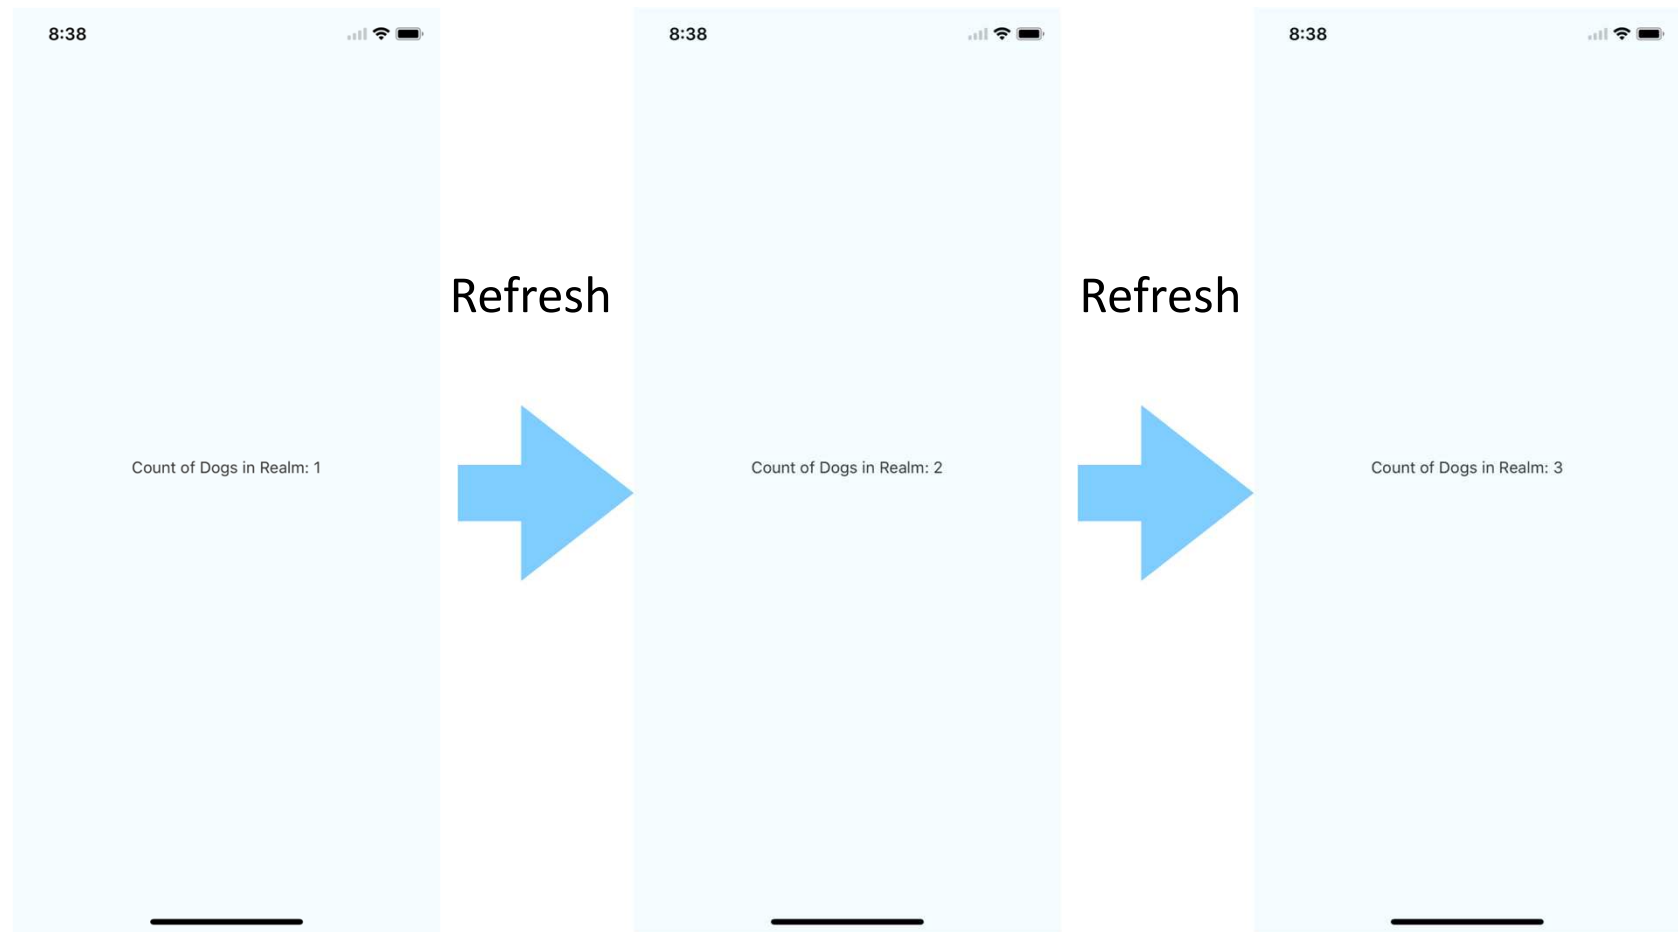 8:38
8:38
8:38
Refresh
Refresh
Count of Dogs in Realm: 1
Count of Dogs in Realm: 2
Count of Dogs in Realm: 3